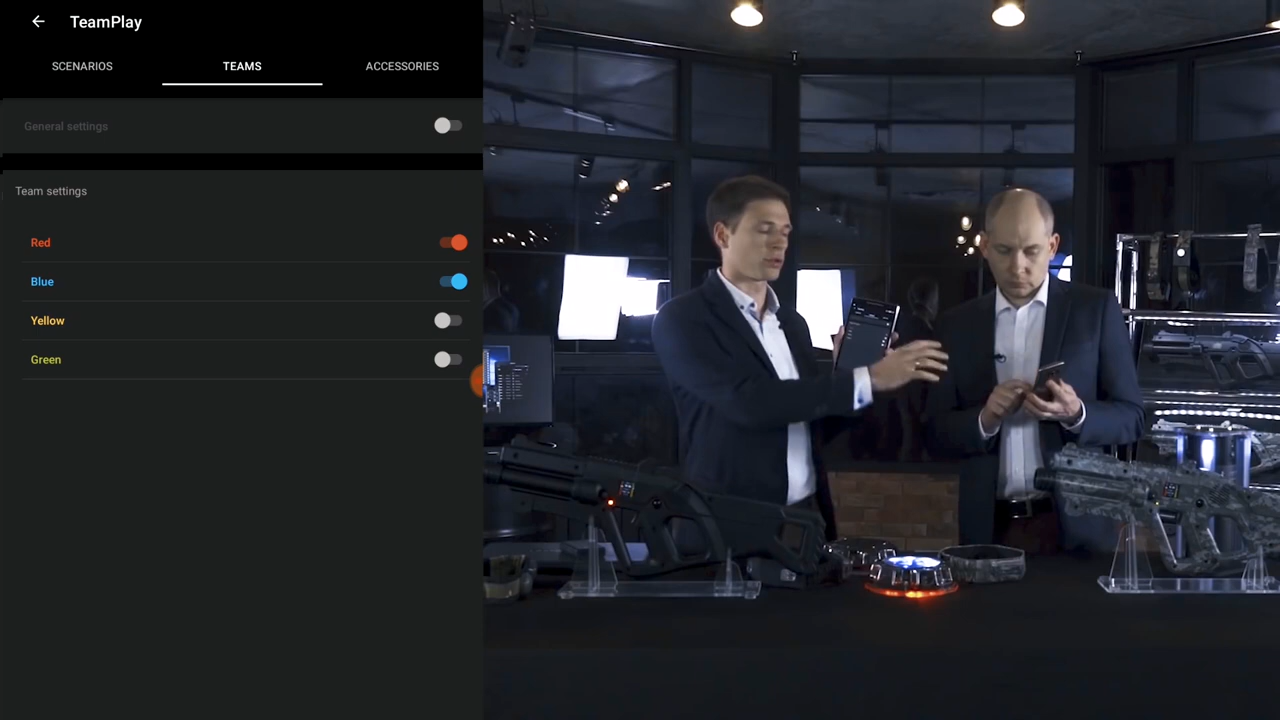 TeamPlay
SCENARIOS
TEAMS
ACCESSORIES
General settings
Team settings
Red
Blue
Yellow
Green